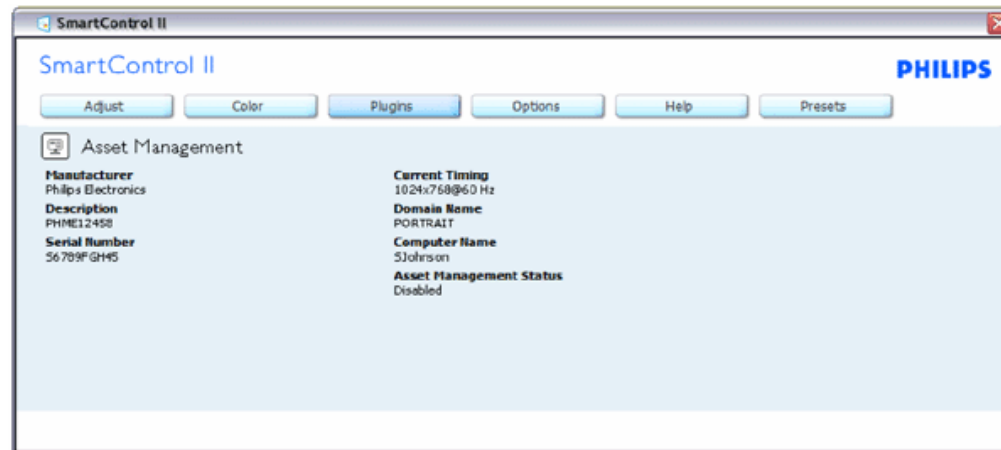 SmartControl II
SmartControl II
PHILIPS
Adjust Color Plugins Options Help Presets
Asset Management
Manufacturer
Philips Electronics
Description
PHME12458
Serial Number
56789FGH45
Current Timing
1024x768@60 Hz
Domain Name
PORTRAIT
Computer Name
SJohnson
Asset Management Status
Disabled